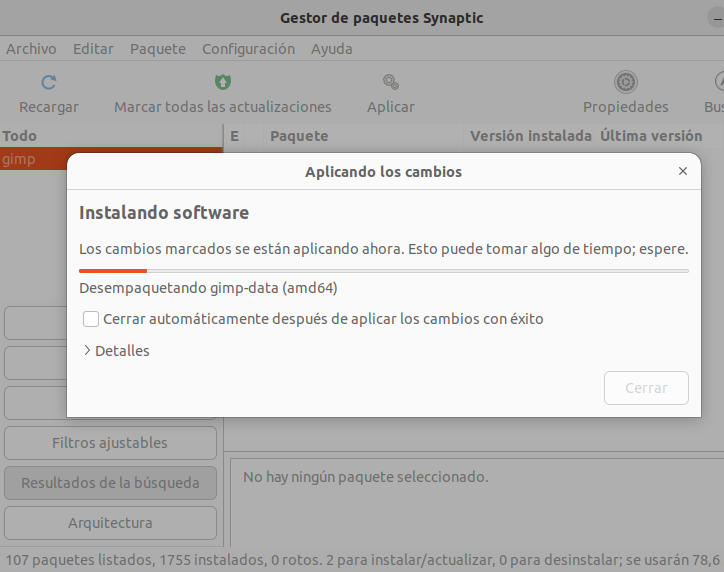 Gestor de paquetes Synaptic
Archivo Editar Paquete Configuración Ayuda
Recargar Marcar todas las actualizaciones Aplicar Propiedades
Todo E Paquete Versión instalada Última versión
gimp
Aplicando los cambios
Instalando software
Los cambios marcados se están aplicando ahora. Esto puede tomar algo de tiempo; espere.
Desempaquetando gimp-data (amd64)
Cerrar automáticamente después de aplicar los cambios con éxito
Detalles
Cerrar
Filtros ajustables
Resultados de la búsqueda
Arquitectura
No hay ningún paquete seleccionado.
107 paquetes listados, 1755 instalados, 0 rotos. 2 para instalar/actualizar, 0 para desinstalar; se usarán 78,6